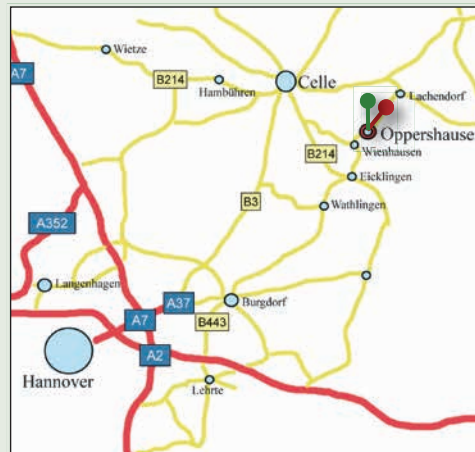 Wietze
A7
B214
Celle
Hambühren
Lachendorf
Oppershause
B214
Wienhausen
Eicklingen
B3
Wathlingen
A352
Langenhagen
A37
Burgdorf
A7
B443
A2
Hannover
Lehrte